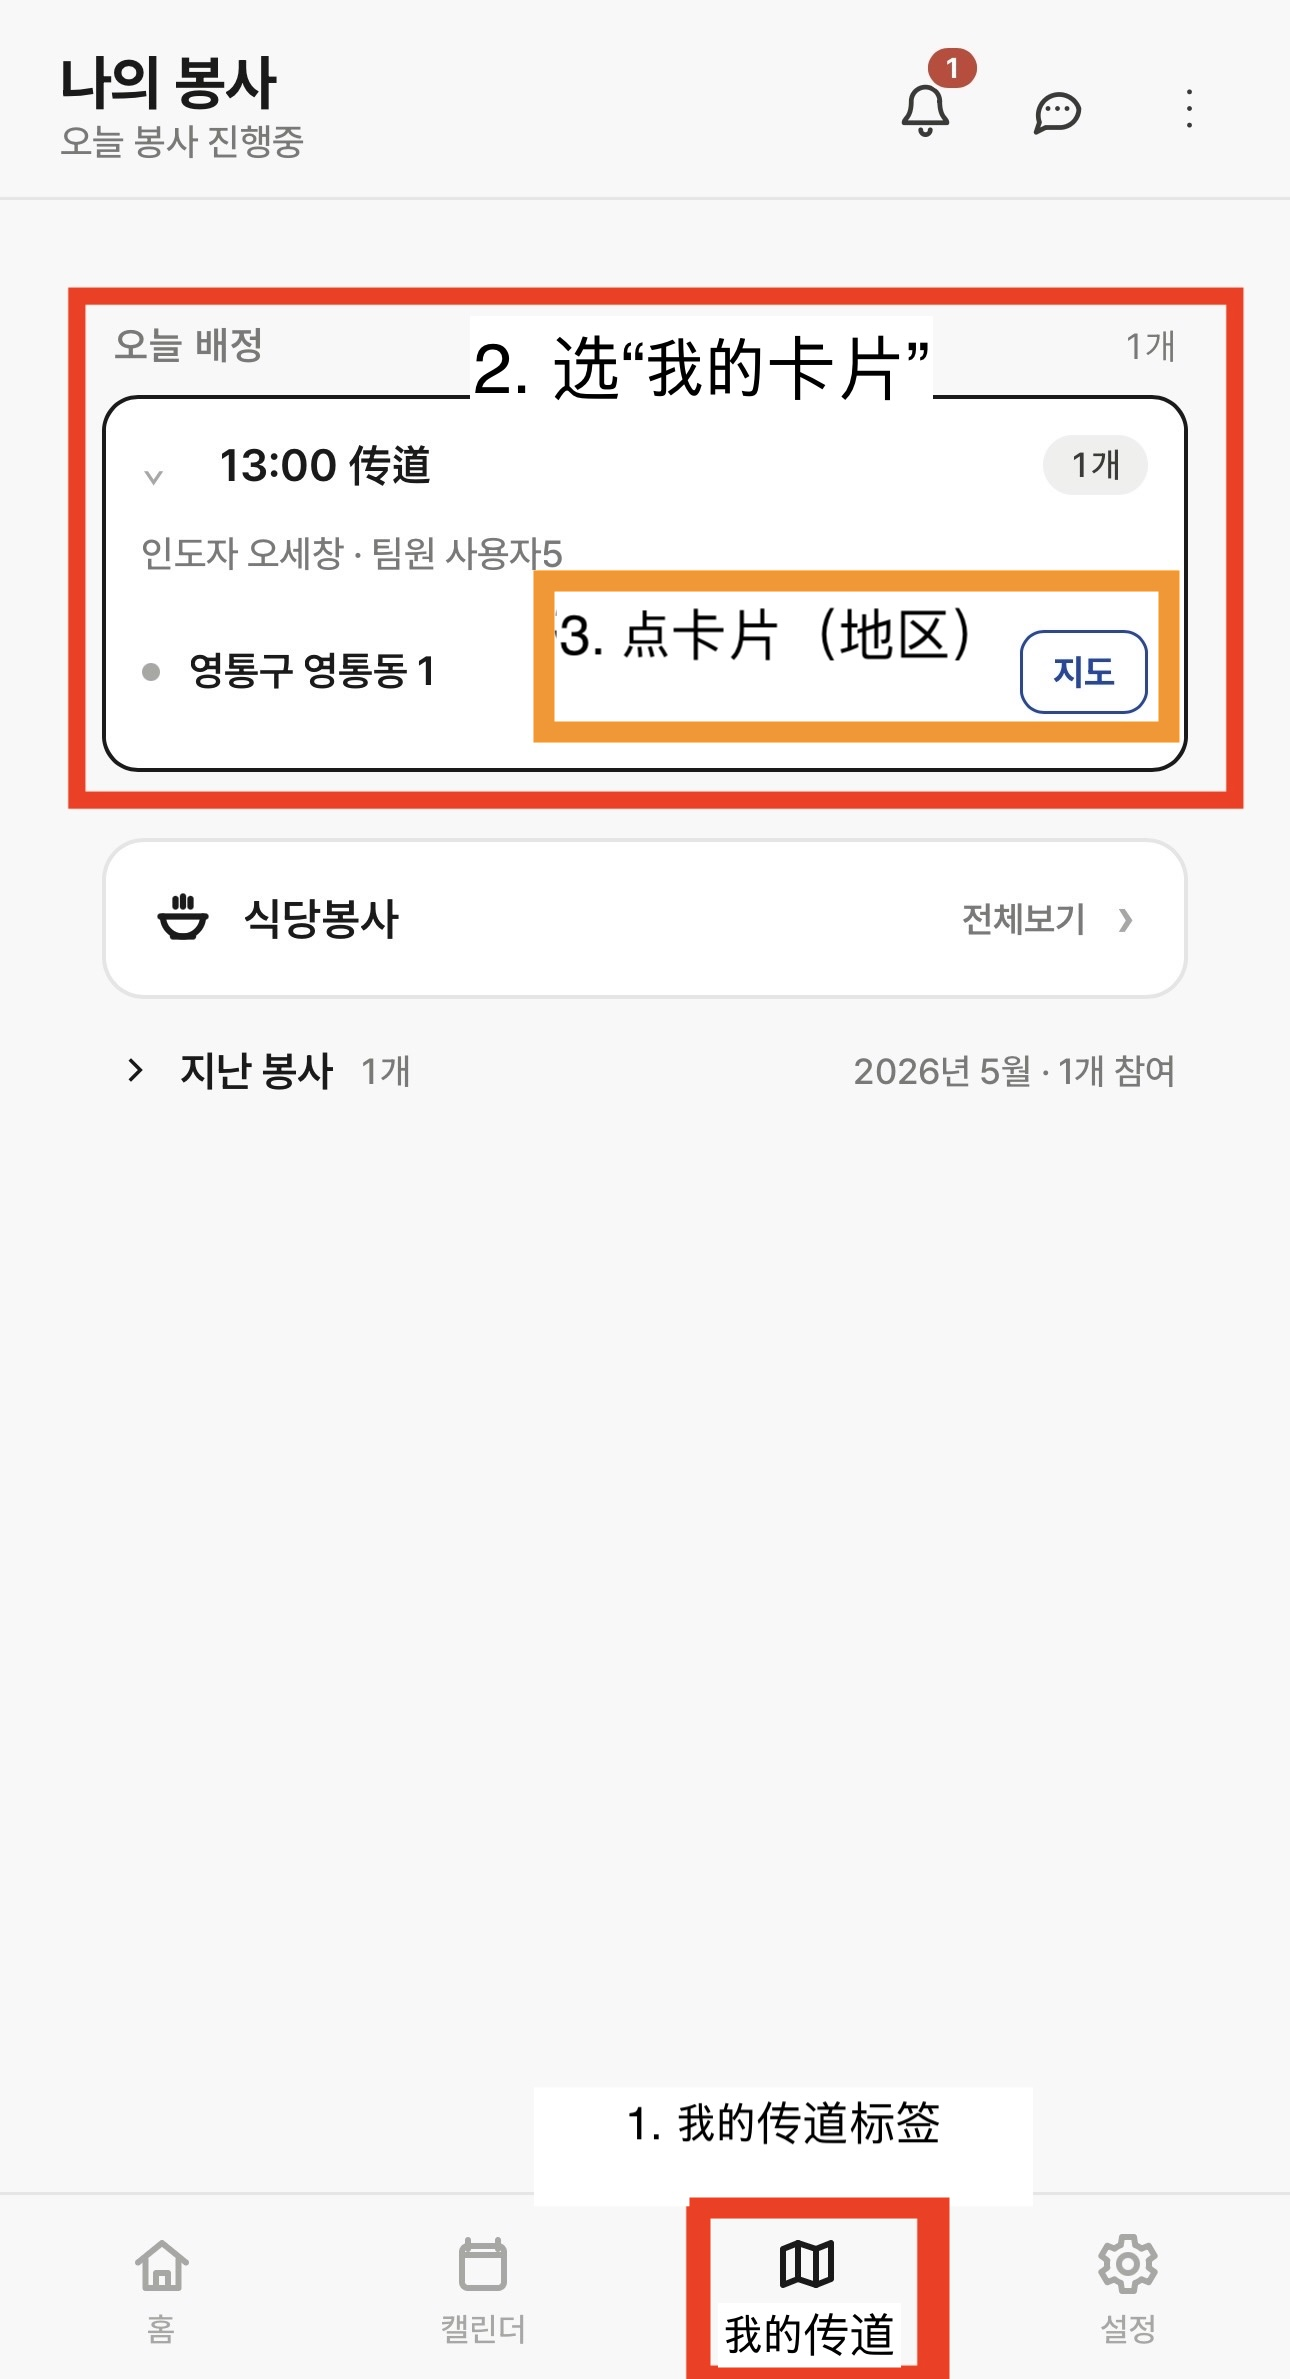 나의 봉사
1
오늘 봉사 진행중
오늘 배정
2. 选“我的卡片”
1개
13:00 传道
1개
인도자 오세창 · 팀원 사용자5
3. 点卡片（地区）
영통구 영통동 1
지도
식당봉사
전체보기
지난 봉사 1개
2026년 5월 · 1개 참여
1. 我的传道标签
홈
캘린더
我的传道
설정